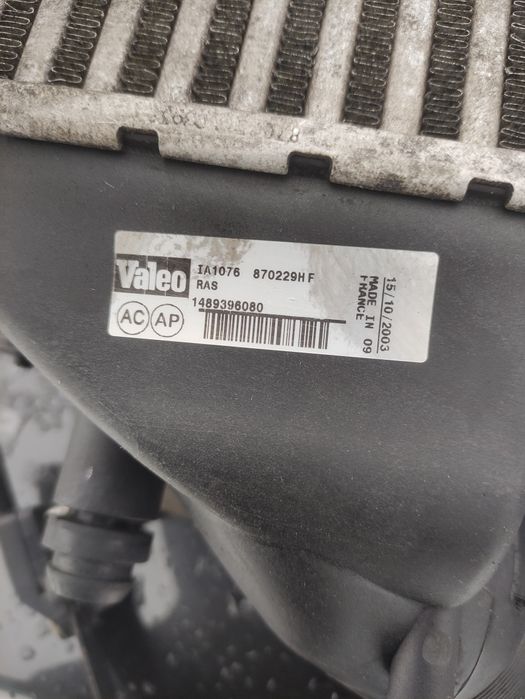 Valeo
IA1076 870229H F
RAS
1489396080
AC AP
15/10/2003
MADE IN 09
FRANCE